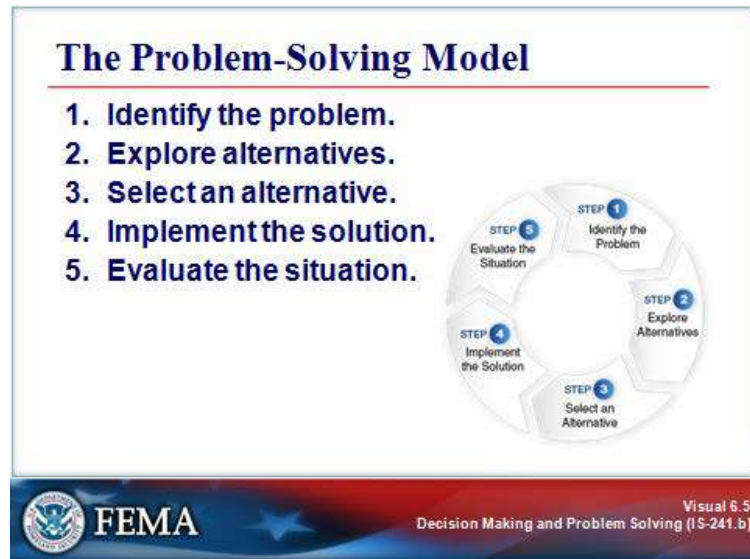 The Problem-Solving Model
1. Identify the problem.
2. Explore alternatives.
3. Select an alternative.
4. Implement the solution.
5. Evaluate the situation.
STEP 1
Identify the
Problem
STEP 2
Explore
Alternatives
STEP 3
Select an
Alternative
STEP 4
Implement
the Solution
STEP 5
Evaluate the
Situation
FEMA
Visual 6.5
Decision Making and Problem Solving (IS-241.b)